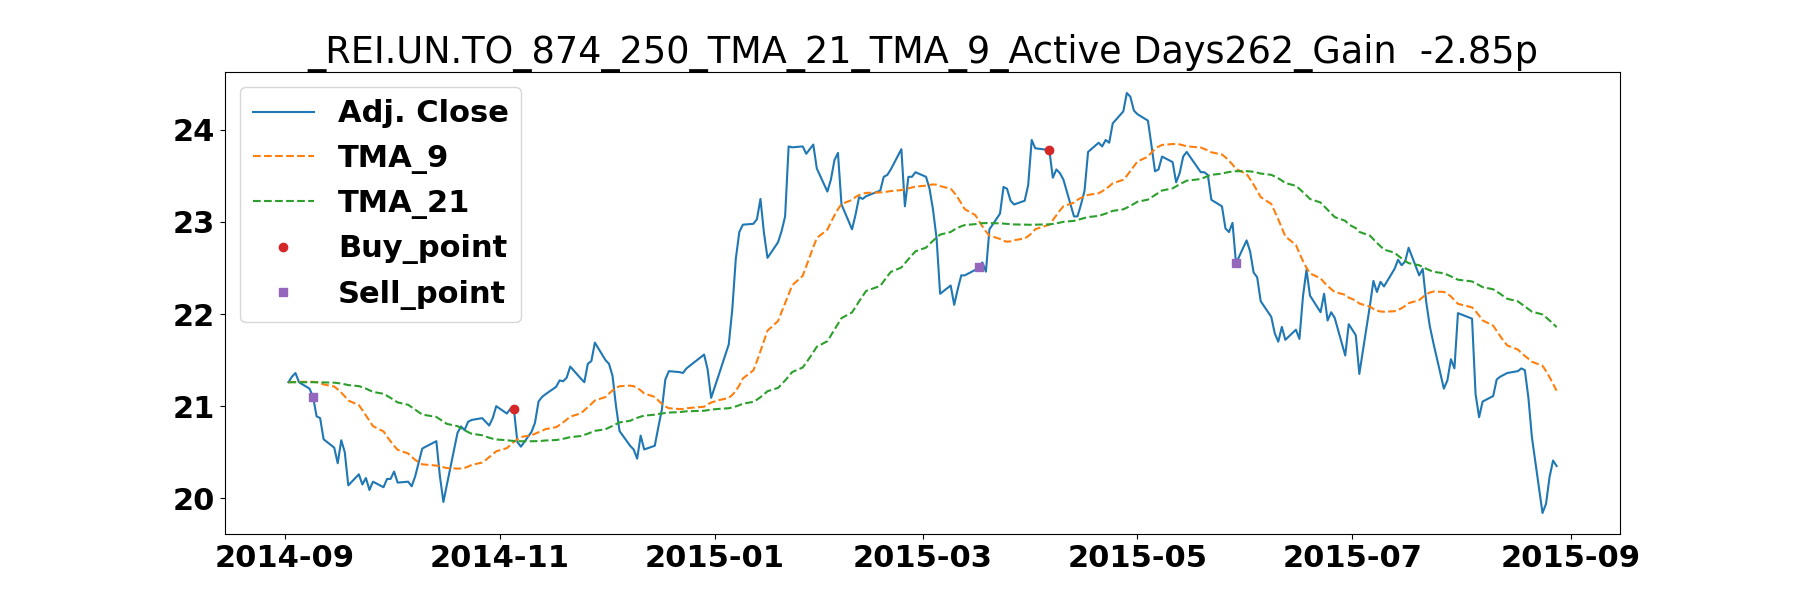 _REI.UN.TO_874_250_TMA_21_TMA_9_Active Days262_Gain  -2.85p
Adj. Close
TMA_9
TMA_21
Buy_point
Sell_point
24
23
22
21
20
2014-09 2014-11 2015-01 2015-03 2015-05 2015-07 2015-09